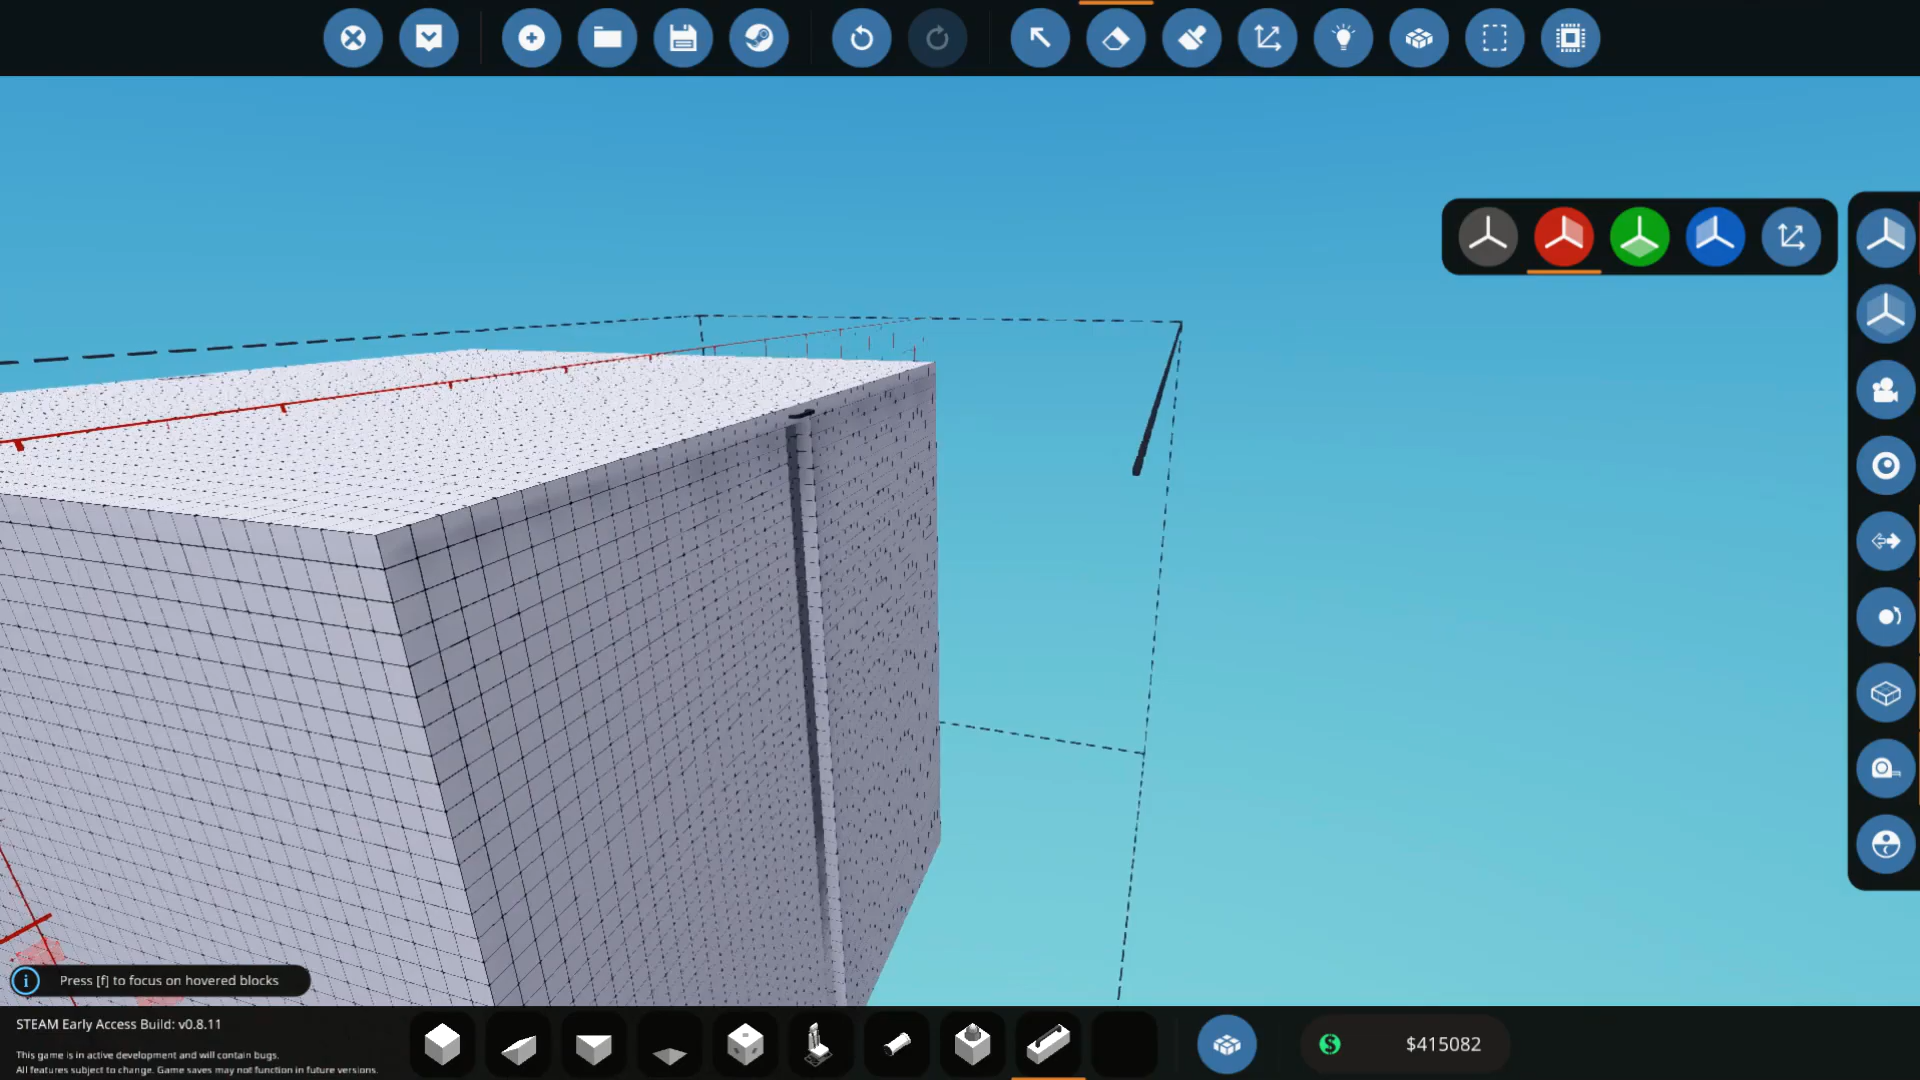 Press [f] to focus on hovered blocks
STEAM Early Access Build: v0.8.11
This game is in active development and will contain bugs.
All features subject to change. Game saves may not function in future versions.
$
$415082